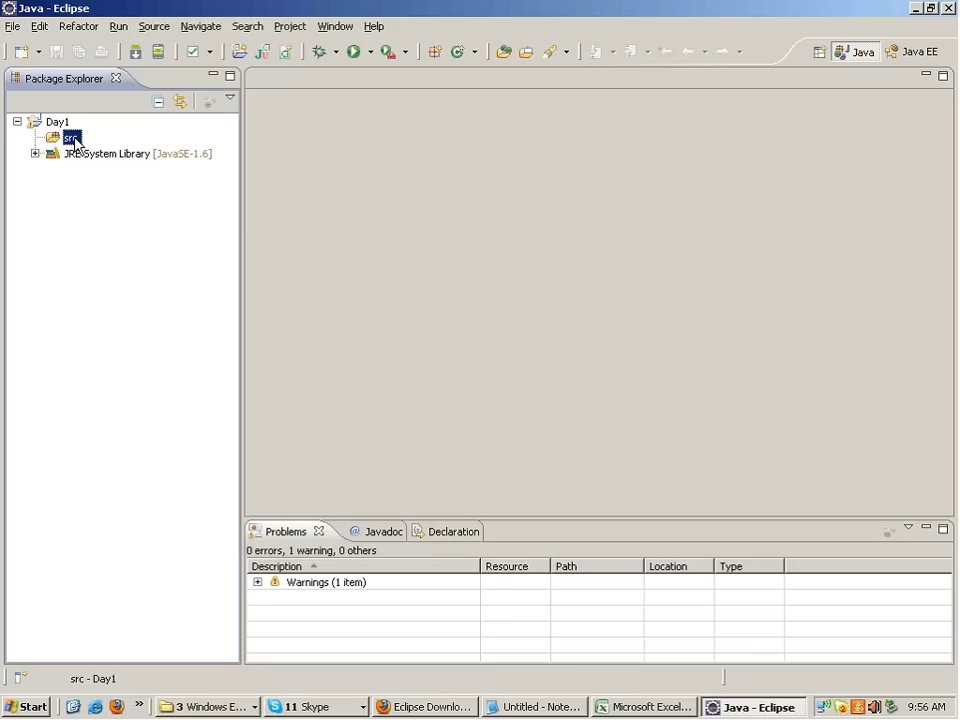 Java - Eclipse
File Edit Refactor Run Source Navigate Search Project Window Help
Java Java EE
Package Explorer
Day1
src
JRE System Library [JavaSE-1.6]
Problems Javadoc Declaration
0 errors, 1 warning, 0 others
Description Resource Path Location Type
Warnings (1 item)
src - Day1
Start 3 Windows E... 11 Skype Eclipse Downlo... Untitled - Note... Microsoft Excel... Java - Eclipse 9:56 AM